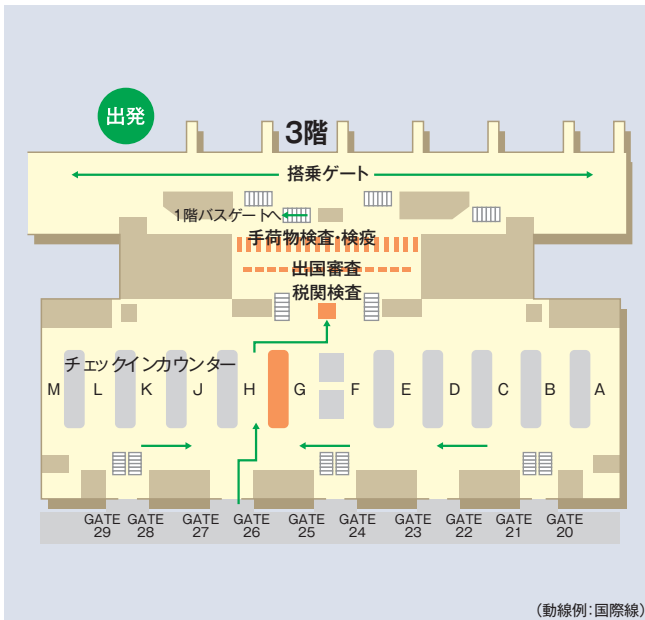 出発
3階
搭乗ゲート
1階バスゲートへ
手荷物検査・検疫
出国審査
税関検査
チェックインカウンター
M L K J H G F E D C B A
GATE 29 GATE 28 GATE 27 GATE 26 GATE 25 GATE 24 GATE 23 GATE 22 GATE 21 GATE 20
（動線例：国際線）